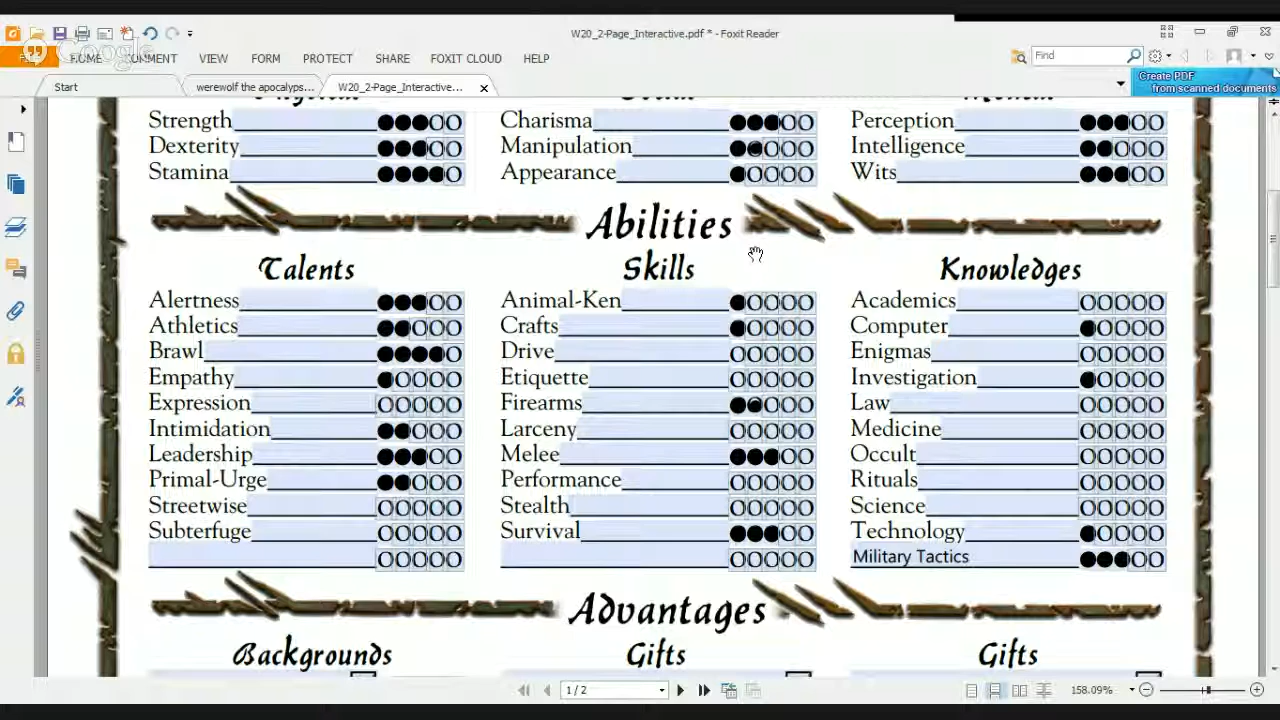 W20_2-Page_Interactive.pdf * - Foxit Reader
Google
HOME COMMENT VIEW FORM PROTECT SHARE FOXIT CLOUD HELP
Find
Start werewolf the apocalyps... W20_2-Page_Interactive...
Create PDF
from scanned documents
Strength Charisma Perception
Dexterity Manipulation Intelligence
Stamina Appearance Wits
Abilities
Talents Skills Knowledges
Alertness Animal-Ken Academics
Athletics Crafts Computer
Brawl Drive Enigmas
Empathy Etiquette Investigation
Expression Firearms Law
Intimidation Larceny Medicine
Leadership Melee Occult
Primal-Urge Performance Rituals
Streetwise Stealth Science
Subterfuge Survival Technology
Military Tactics
Advantages
Backgrounds Gifts Gifts
1 / 2
158.09%